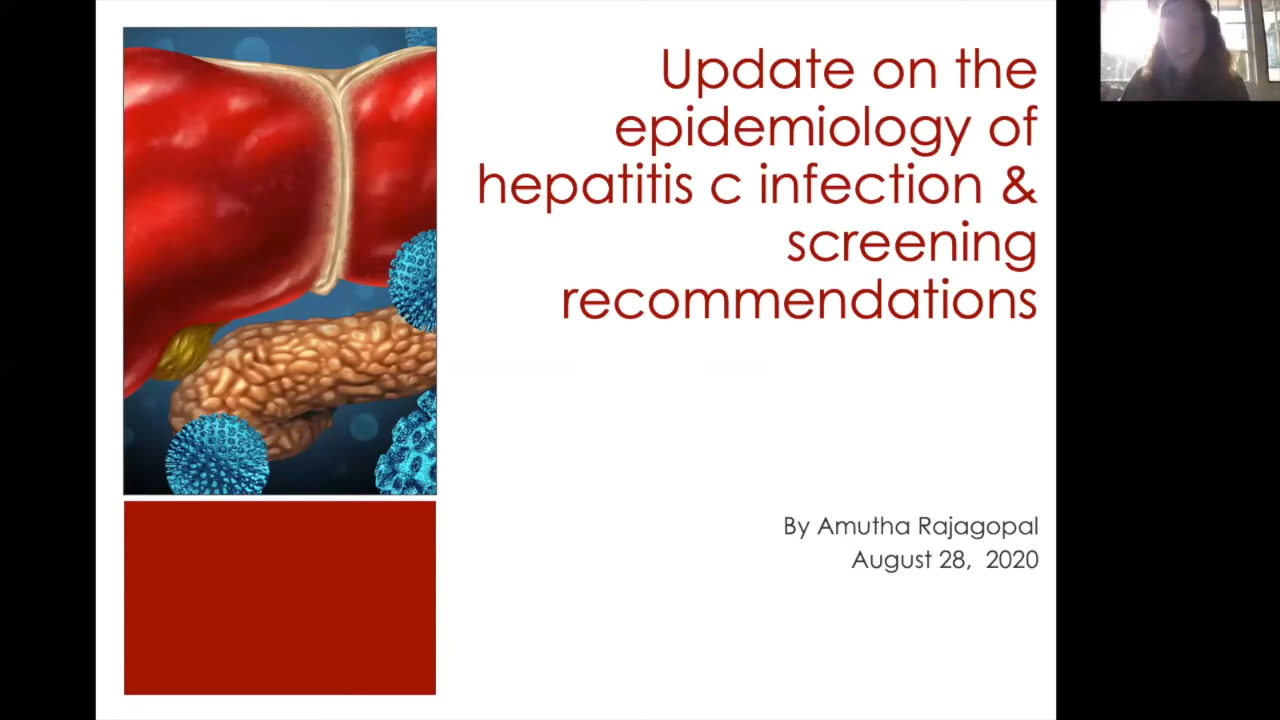 Update on the
epidemiology of
hepatitis c infection &
screening
recommendations
By Amutha Rajagopal
August 28, 2020